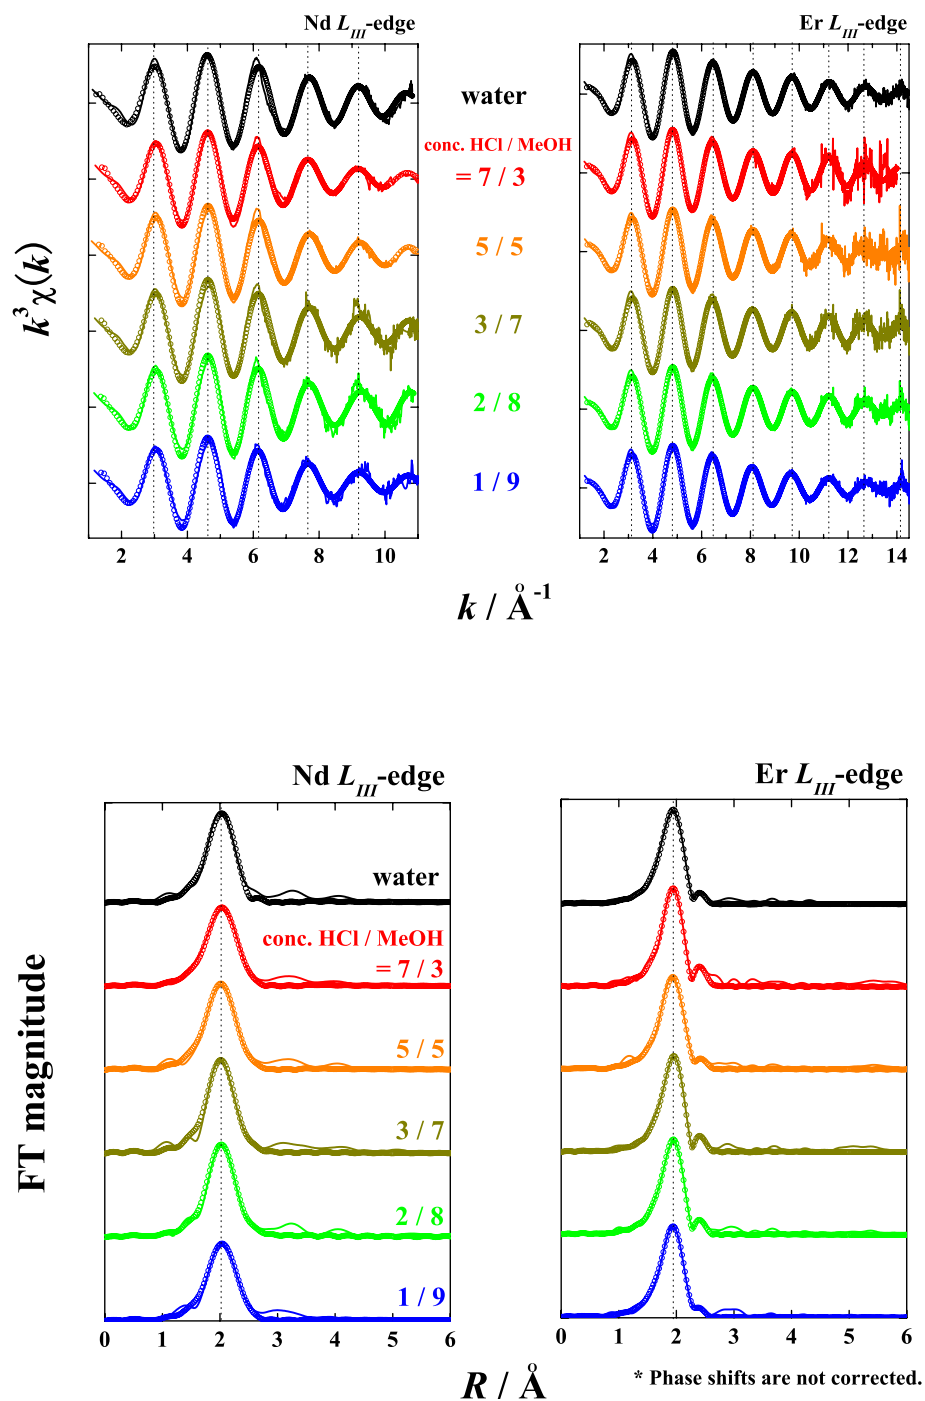 Nd L_III-edge
Er L_III-edge
water
conc. HCl / MeOH
= 7 / 3
5 / 5
3 / 7
2 / 8
1 / 9
k³χ(k)
2 4 6 8 10
2 4 6 8 10 12 14
k / Å⁻¹
Nd L_III-edge
Er L_III-edge
water
conc. HCl / MeOH
= 7 / 3
5 / 5
3 / 7
2 / 8
1 / 9
FT magnitude
0 1 2 3 4 5 6
0 1 2 3 4 5 6
R / Å
* Phase shifts are not corrected.